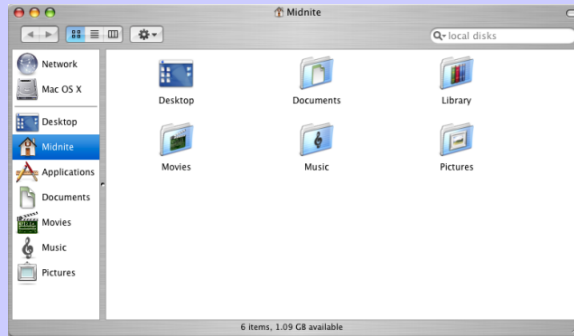 Midnite
local disks
Network
Mac OS X
Desktop
Midnite
Applications
Documents
Movies
Music
Pictures
Desktop Documents Library
Movies Music Pictures
6 items, 1.09 GB available